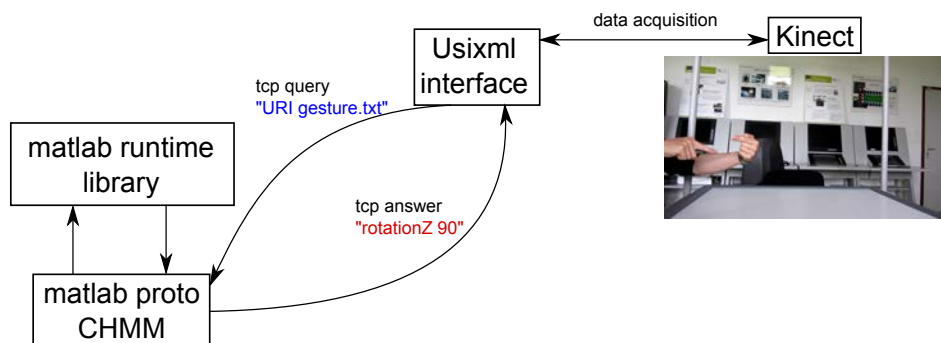 data acquisition
Usixml
interface
Kinect
tcp query
"URI gesture.txt"
matlab runtime
library
tcp answer
"rotationZ 90"
matlab proto
CHMM